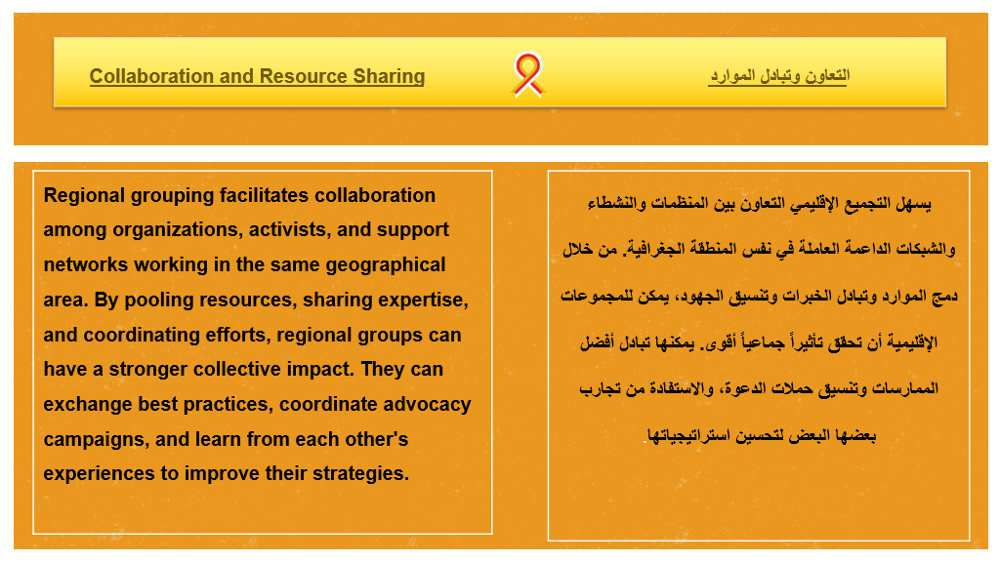 Collaboration and Resource Sharing
التعاون وتبادل الموارد
Regional grouping facilitates collaboration
among organizations, activists, and support
networks working in the same geographical
area. By pooling resources, sharing expertise,
and coordinating efforts, regional groups can
have a stronger collective impact. They can
exchange best practices, coordinate advocacy
campaigns, and learn from each other's
experiences to improve their strategies.
يسهل التجميع الإقليمي التعاون بين المنظمات والنشطاء
والشبكات الداعمة العاملة في نفس المنطقة الجغرافية. من خلال
دمج الموارد وتبادل الخبرات وتنسيق الجهود، يمكن للمجموعات
الإقليمية أن تحقق تأثيراً جماعياً أقوى. يمكنها تبادل أفضل
الممارسات وتنسيق حملات الدعوة، والاستفادة من تجارب
بعضها البعض لتحسين استراتيجياتها.